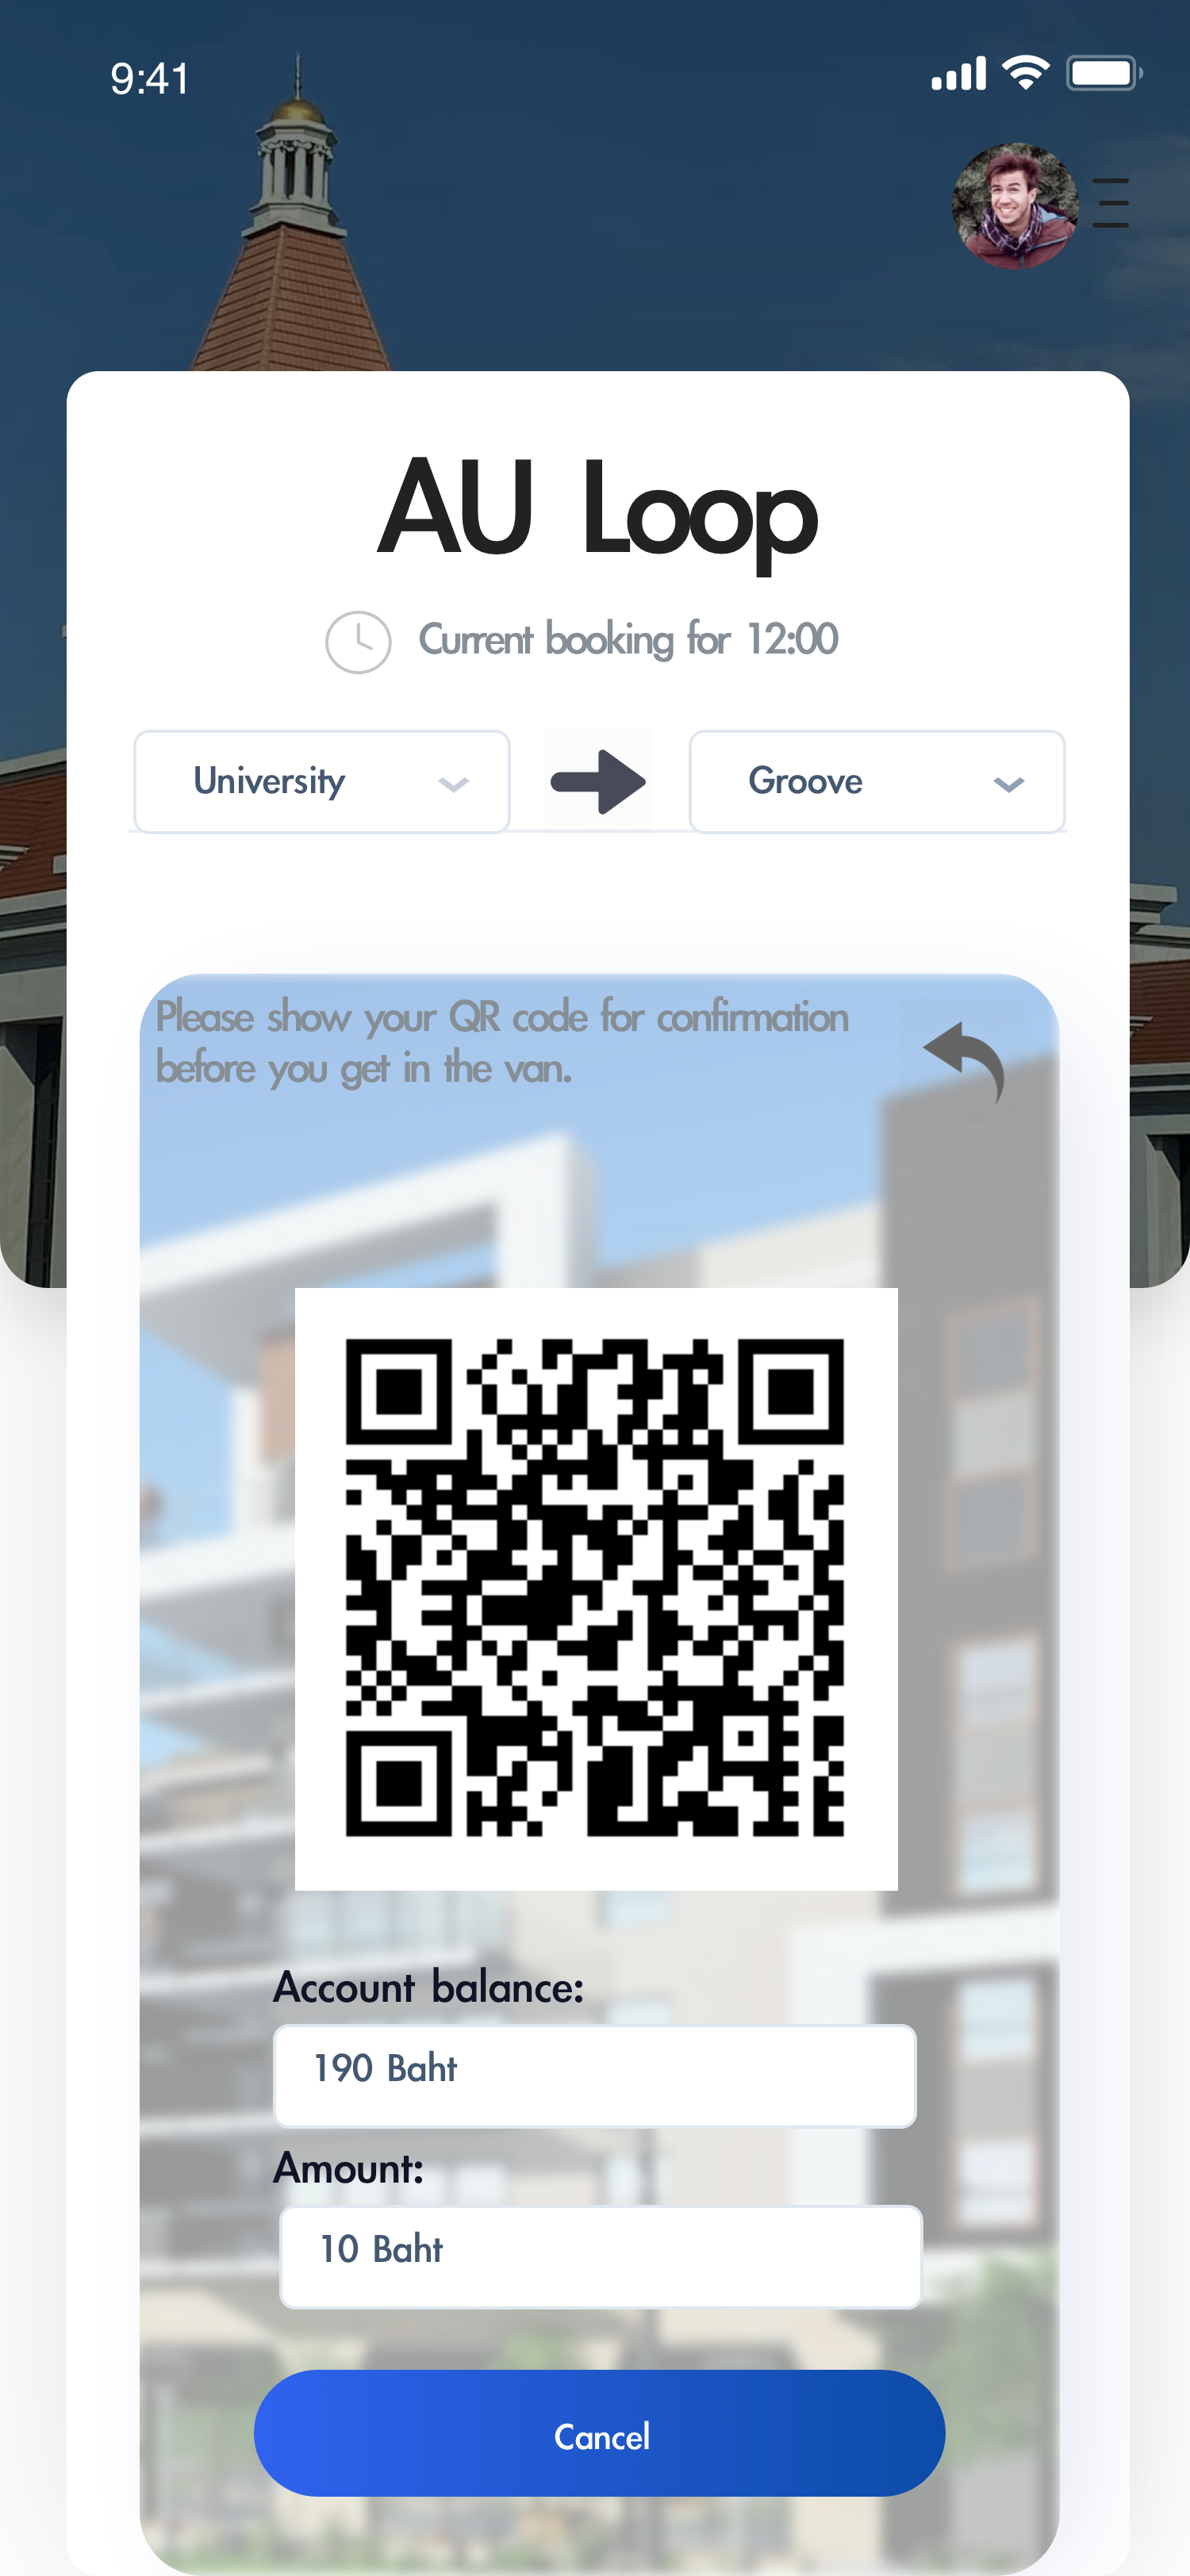 9:41
AU Loop
Current booking for 12:00
University
Groove
Please show your QR code for confirmation
before you get in the van.
Account balance:
190 Baht
Amount:
10 Baht
Cancel